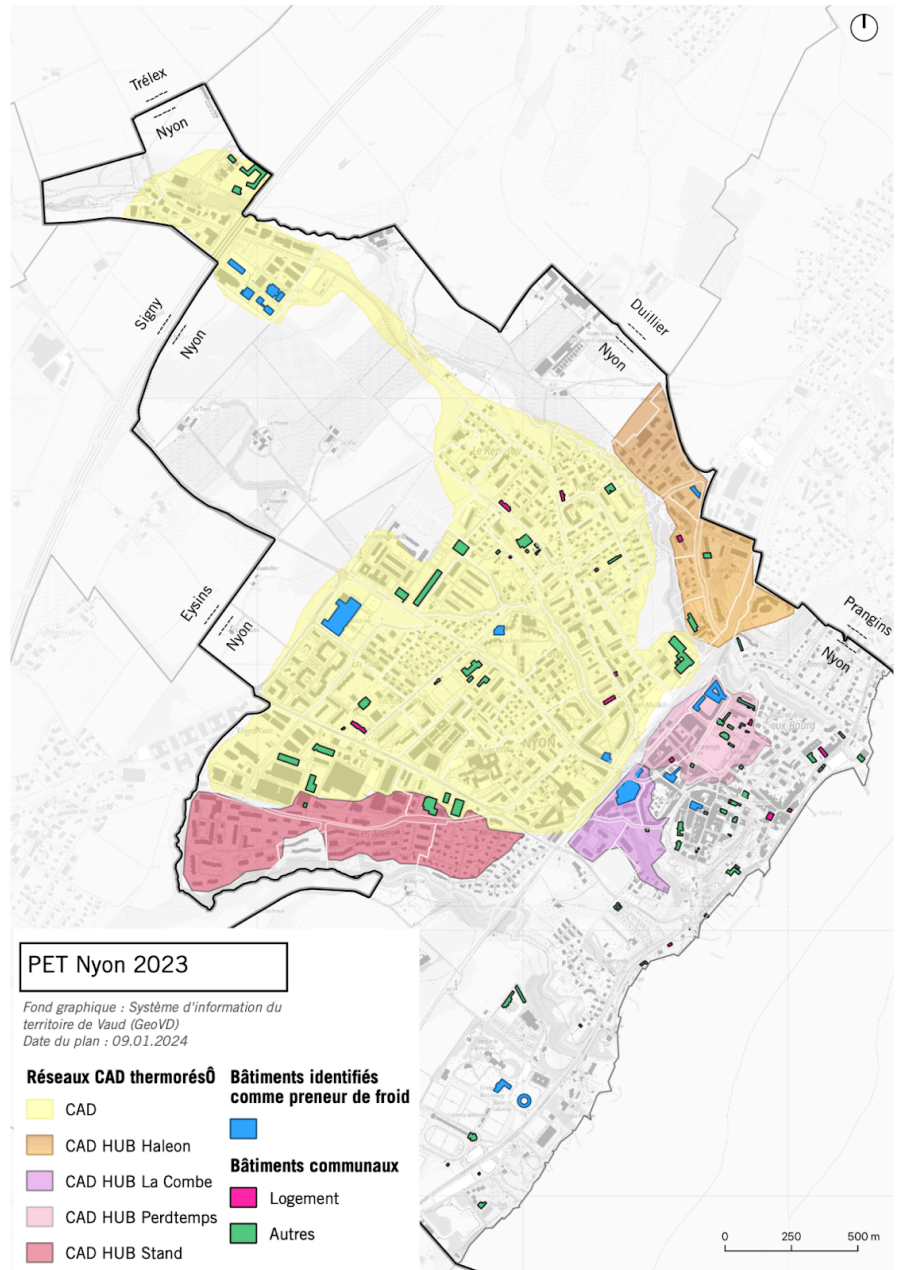 Trélex
Nyon
Duillier
Nyon
Signy
Nyon
Eysins
Nyon
Prangins
Nyon
NYON
PET Nyon 2023
Fond graphique : Système d'information du
territoire de Vaud (GeoVD)
Date du plan : 09.01.2024
Réseaux CAD thermorésÔ
CAD
CAD HUB Haleon
CAD HUB La Combe
CAD HUB Perdtemps
CAD HUB Stand
Bâtiments identifiés
comme preneur de froid
Bâtiments communaux
Logement
Autres
0 250 500 m